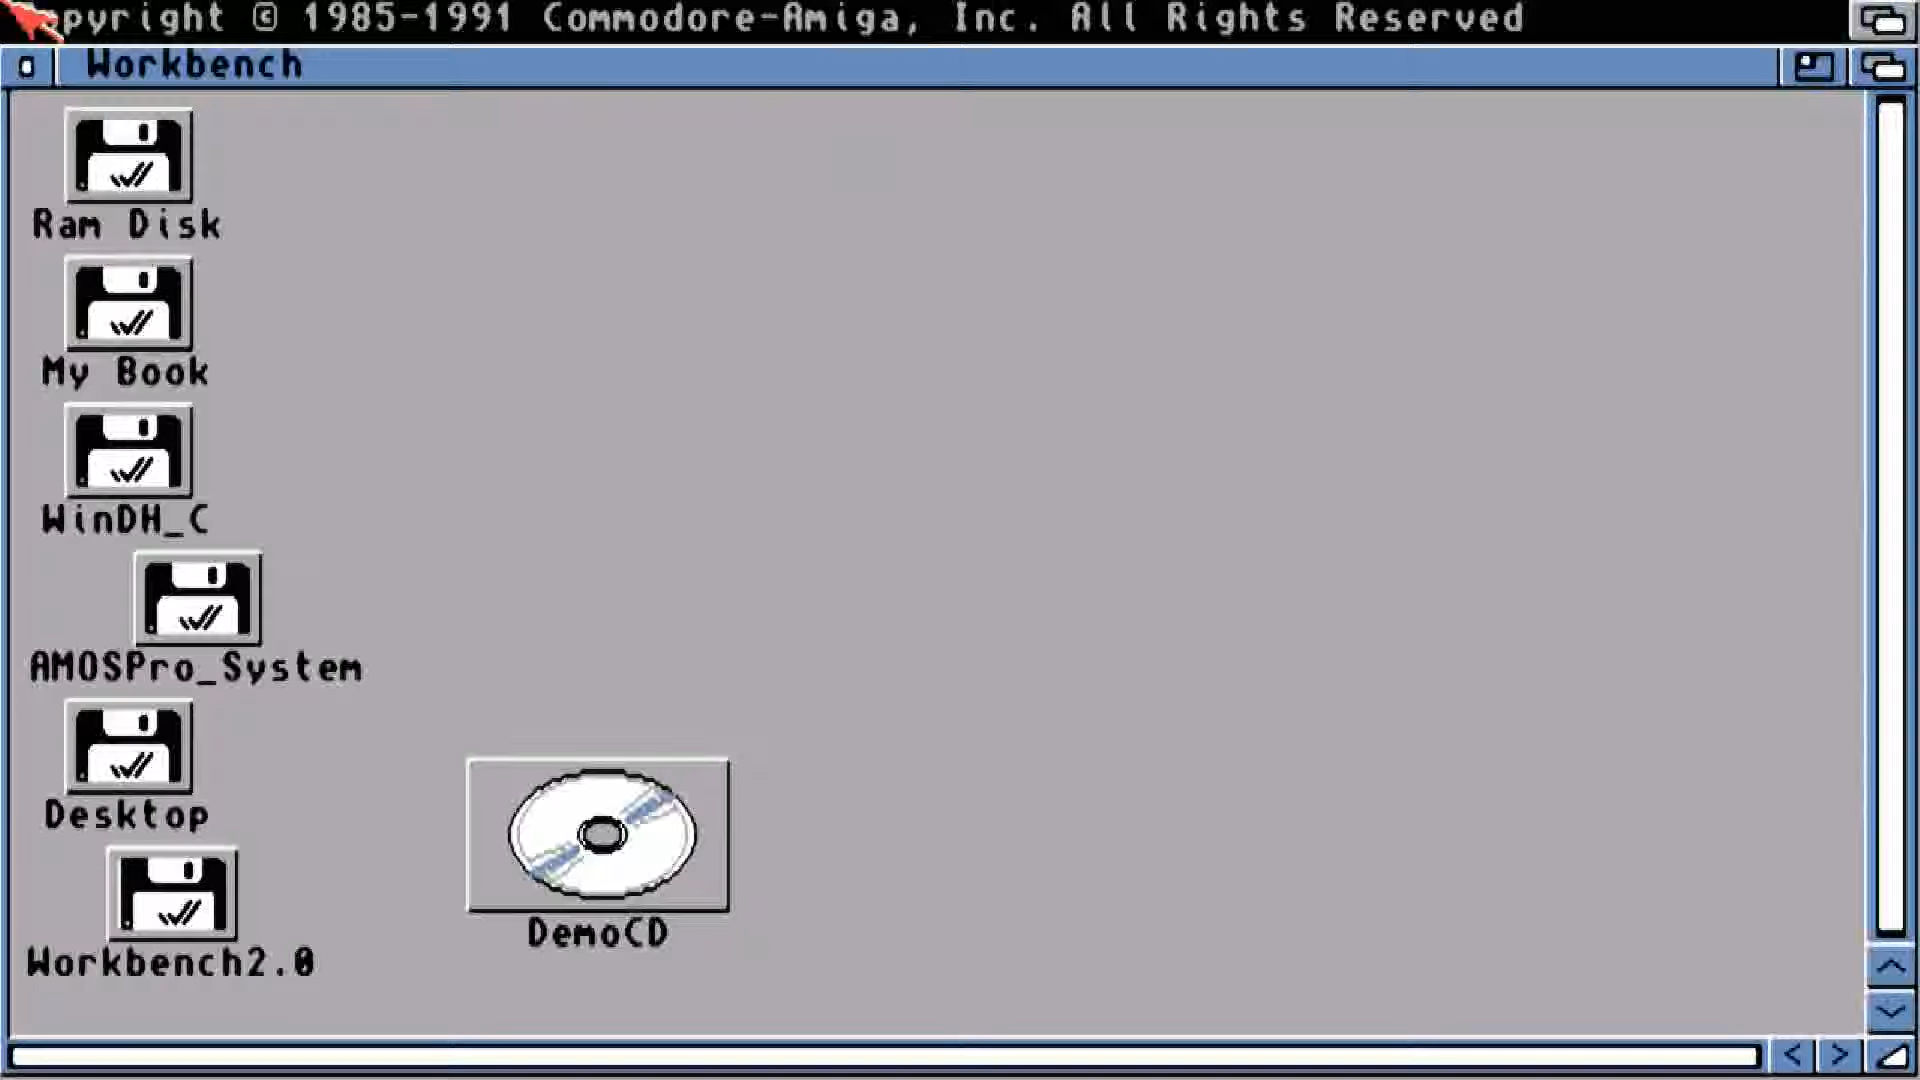 pyright © 1985-1991 Commodore-Amiga, Inc. All Rights Reserved
Workbench
Ram Disk
My Book
WinDH_C
AMOSPro_System
Desktop
DemoCD
Workbench2.0